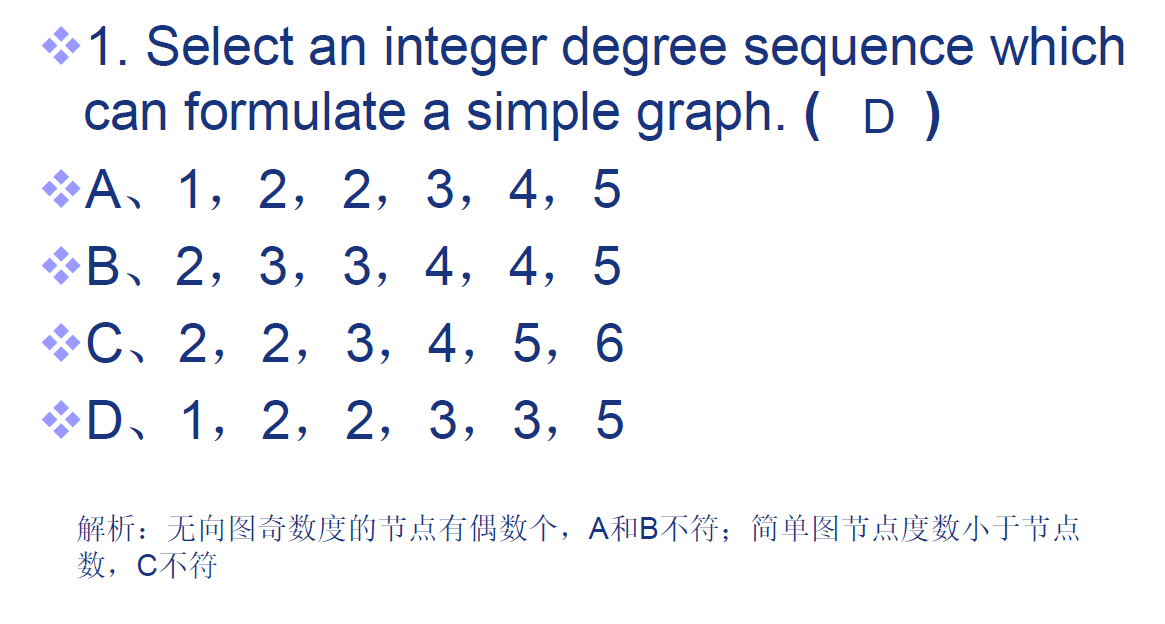 1. Select an integer degree sequence which
can formulate a simple graph. ( D )
A、1，2，2，3，4，5
B、2，3，3，4，4，5
C、2，2，3，4，5，6
D、1，2，2，3，3，5
解析：无向图奇数度的节点有偶数个，A和B不符；简单图节点度数小于节点
数，C不符